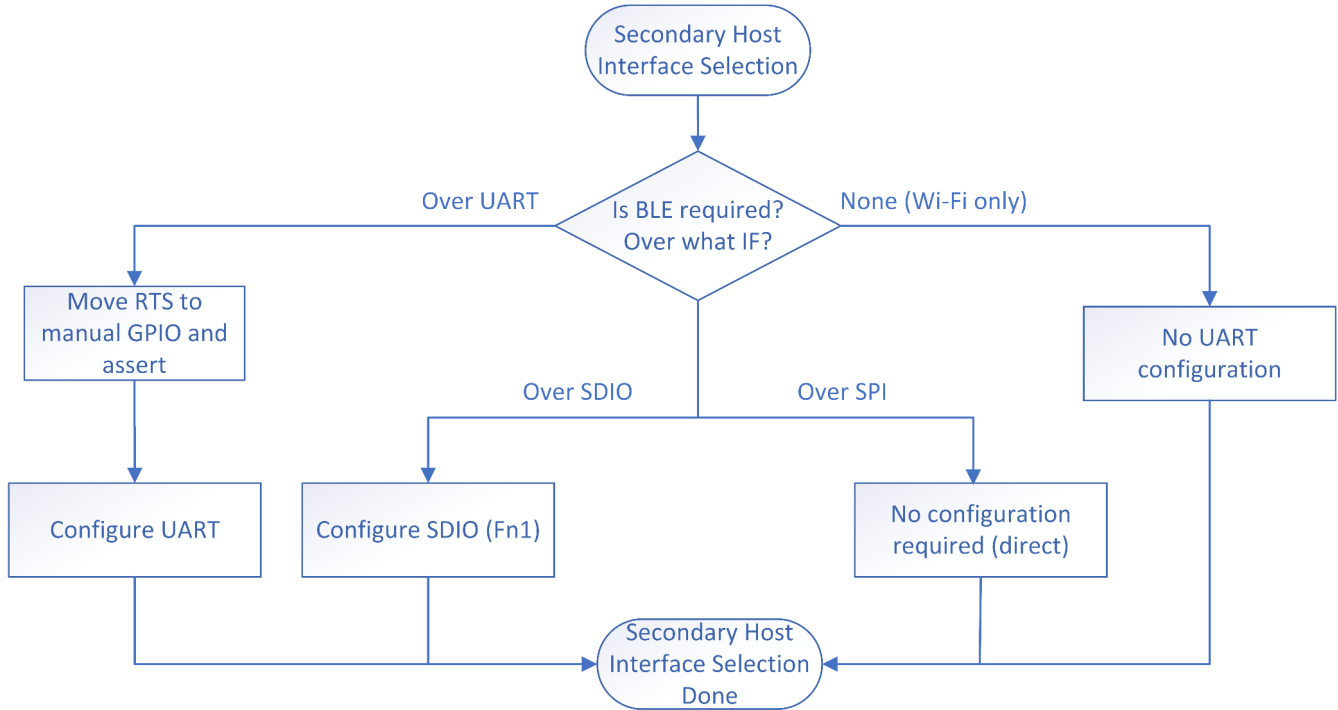 Secondary Host
Interface Selection
Is BLE required?
Over what IF?
Over UART
None (Wi-Fi only)
Move RTS to
manual GPIO and
assert
No UART
configuration
Over SDIO
Over SPI
Configure UART
Configure SDIO (Fn1)
No configuration
required (direct)
Secondary Host
Interface Selection
Done